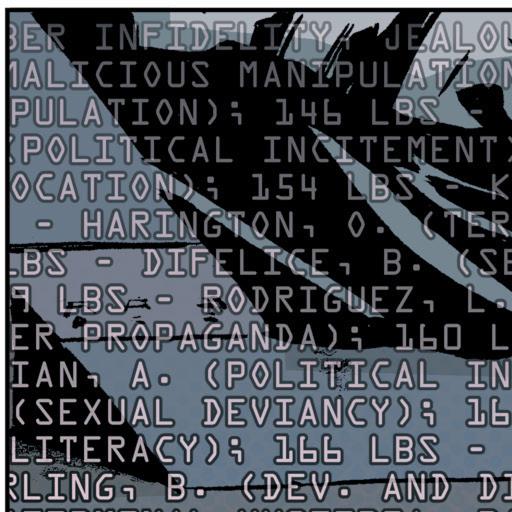 BER INFIDELITY, JEALOU
MALICIOUS MANIPULATION
PULATION); 146 LBS -
(POLITICAL INCITEMENT)
OCATION); 154 LBS - K
- HARINGTON, O. (TER
LBS - DIFELICE, B. (SE
9 LBS - RODRIGUEZ, L.
ER PROPAGANDA); 160 L
IAN, A. (POLITICAL IN
(SEXUAL DEVIANCY); 16
LITERACY); 166 LBS -
RLING, B. (DEV. AND DI